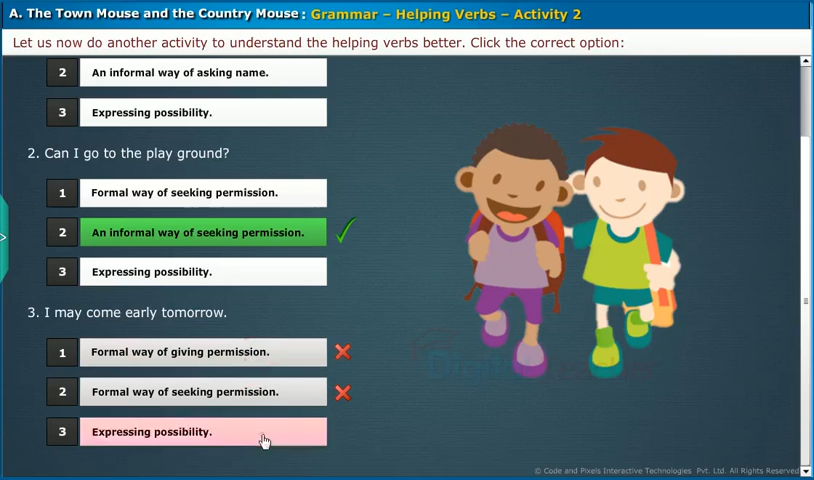 A. The Town Mouse and the Country Mouse : Grammar – Helping Verbs – Activity 2
Let us now do another activity to understand the helping verbs better. Click the correct option:
2 An informal way of asking name.
3 Expressing possibility.
2. Can I go to the play ground?
1 Formal way of seeking permission.
2 An informal way of seeking permission.
3 Expressing possibility.
3. I may come early tomorrow.
1 Formal way of giving permission.
2 Formal way of seeking permission.
3 Expressing possibility.
© Code and Pixels Interactive Technologies Pvt. Ltd. All Rights Reserved